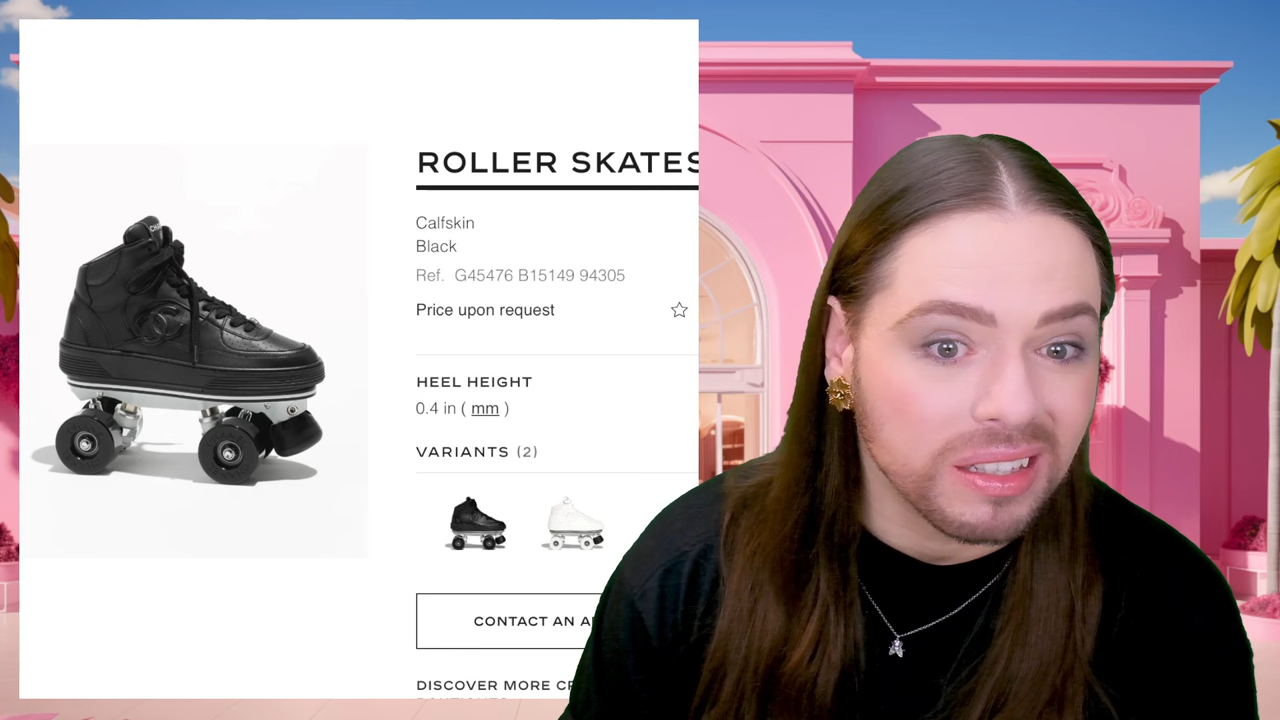 ROLLER SKATES
Calfskin
Black
Ref. G45476 B15149 94305
Price upon request
HEEL HEIGHT
0.4 in ( mm )
VARIANTS (2)
CONTACT AN A
DISCOVER MORE